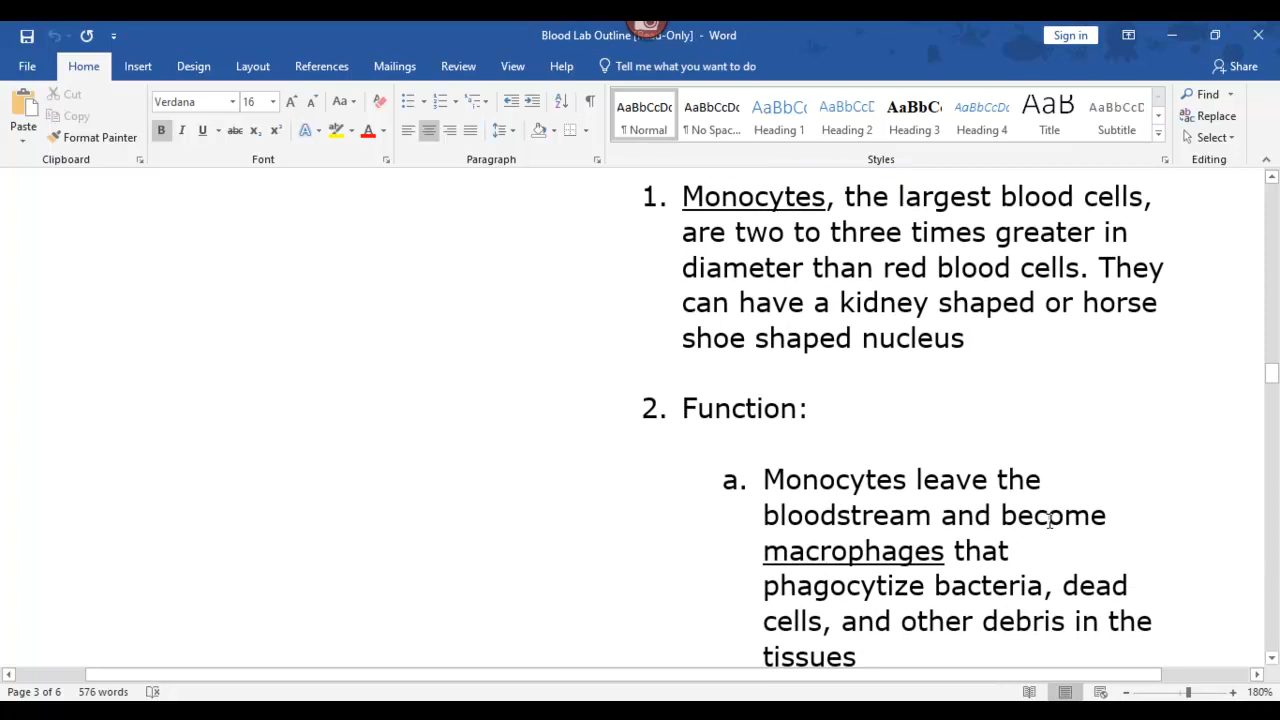 Blood Lab Outline [Read-Only] - Word
Sign in
File Home Insert Design Layout References Mailings Review View Help Tell me what you want to do Share
Paste
Cut
Copy
Format Painter
Clipboard
Verdana 16
Font
Paragraph
AaBbCcDc AaBbCcDc AaBbCc AaBbCcD AaBbCc AaBbCcDc AaB AaBbCcD
¶ Normal ¶ No Spac... Heading 1 Heading 2 Heading 3 Heading 4 Title Subtitle
Styles
Find
Replace
Select
Editing
1. Monocytes, the largest blood cells,
are two to three times greater in
diameter than red blood cells. They
can have a kidney shaped or horse
shoe shaped nucleus
2. Function:
a. Monocytes leave the
bloodstream and become
macrophages that
phagocytize bacteria, dead
cells, and other debris in the
tissues
Page 3 of 6 576 words 180%